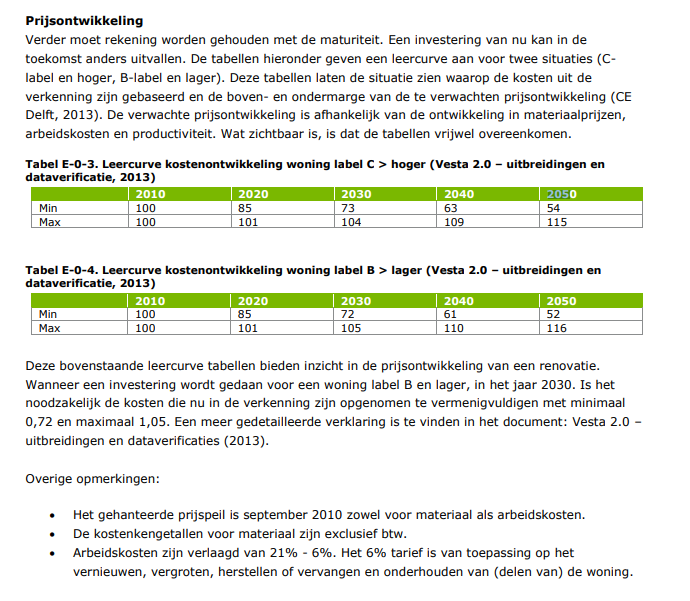 Prijsontwikkeling
Verder moet rekening worden gehouden met de maturiteit. Een investering van nu kan in de
toekomst anders uitvallen. De tabellen hieronder geven een leercurve aan voor twee situaties (C-
label en hoger, B-label en lager). Deze tabellen laten de situatie zien waarop de kosten uit de
verkenning zijn gebaseerd en de boven- en ondermarge van de te verwachten prijsontwikkeling (CE
Delft, 2013). De verwachte prijsontwikkeling is afhankelijk van de ontwikkeling in materiaalprijzen,
arbeidskosten en productiviteit. Wat zichtbaar is, is dat de tabellen vrijwel overeenkomen.
Tabel E-0-3. Leercurve kostenontwikkeling woning label C > hoger (Vesta 2.0 – uitbreidingen en
dataverificatie, 2013)
2010 2020 2030 2040 2050
Min 100 85 73 63 54
Max 100 101 104 109 115
Tabel E-0-4. Leercurve kostenontwikkeling woning label B > lager (Vesta 2.0 – uitbreidingen en
dataverificatie, 2013)
2010 2020 2030 2040 2050
Min 100 85 72 61 52
Max 100 101 105 110 116
Deze bovenstaande leercurve tabellen bieden inzicht in de prijsontwikkeling van een renovatie.
Wanneer een investering wordt gedaan voor een woning label B en lager, in het jaar 2030. Is het
noodzakelijk de kosten die nu in de verkenning zijn opgenomen te vermenigvuldigen met minimaal
0,72 en maximaal 1,05. Een meer gedetailleerde verklaring is te vinden in het document: Vesta 2.0 –
uitbreidingen en dataverificaties (2013).
Overige opmerkingen:
• Het gehanteerde prijspeil is september 2010 zowel voor materiaal als arbeidskosten.
• De kostenkengetallen voor materiaal zijn exclusief btw.
• Arbeidskosten zijn verlaagd van 21% - 6%. Het 6% tarief is van toepassing op het
vernieuwen, vergroten, herstellen of vervangen en onderhouden van (delen van) de woning.